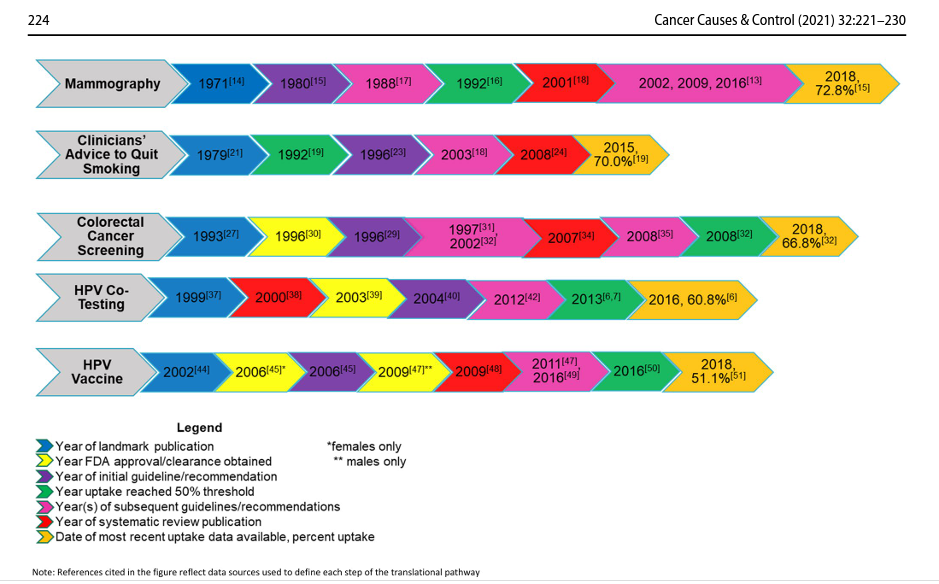 224
Cancer Causes & Control (2021) 32:221–230
Mammography
1971[14]
1980[15]
1988[17]
1992[16]
2001[18]
2002, 2009, 2016[13]
2018,
72.8%[15]
Clinicians'
Advice to Quit
Smoking
1979[21]
1992[19]
1996[23]
2003[18]
2008[24]
2015,
70.0%[19]
Colorectal
Cancer
Screening
1993[27]
1996[30]
1996[29]
1997[31],
2002[32]
2007[34]
2008[35]
2008[32]
2018,
66.8%[32]
HPV Co-
Testing
1999[37]
2000[38]
2003[39]
2004[40]
2012[42]
2013[6,7]
2016, 60.8%[6]
HPV
Vaccine
2002[44]
2006[45]*
2006[45]
2009[47]**
2009[48]
2011[47],
2016[49]
2016[50]
2018,
51.1%[51]
Legend
Year of landmark publication
*females only
Year FDA approval/clearance obtained
** males only
Year of initial guideline/recommendation
Year uptake reached 50% threshold
Year(s) of subsequent guidelines/recommendations
Year of systematic review publication
Date of most recent uptake data available, percent uptake
Note: References cited in the figure reflect data sources used to define each step of the translational pathway